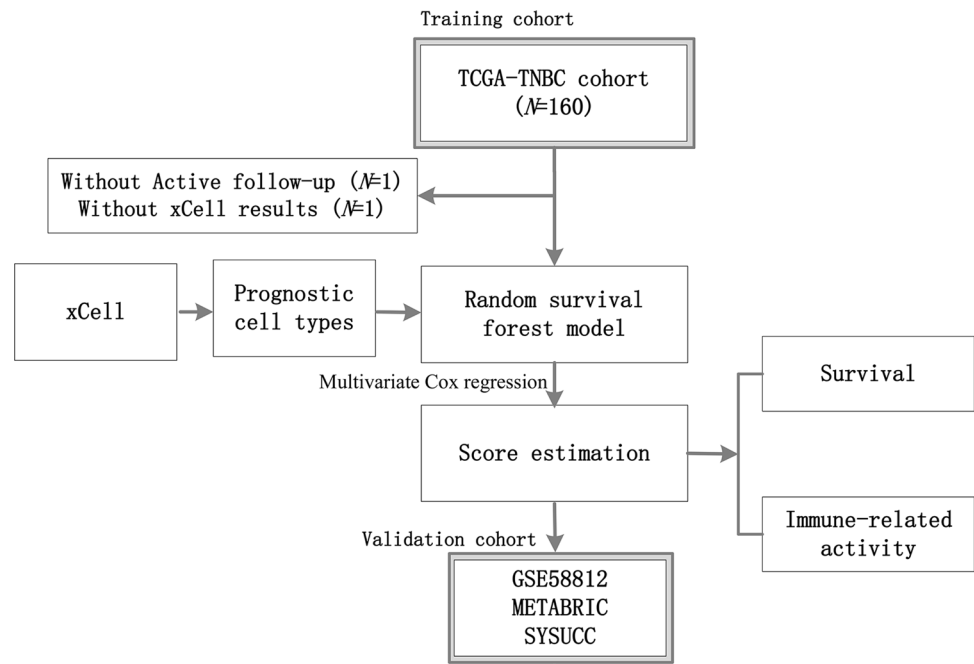 Training cohort
TCGA-TNBC cohort
(N=160)
Without Active follow-up (N=1)
Without xCell results (N=1)
xCell
Prognostic
cell types
Random survival
forest model
Multivariate Cox regression
Score estimation
Survival
Immune-related
activity
Validation cohort
GSE58812
METABRIC
SYSUCC